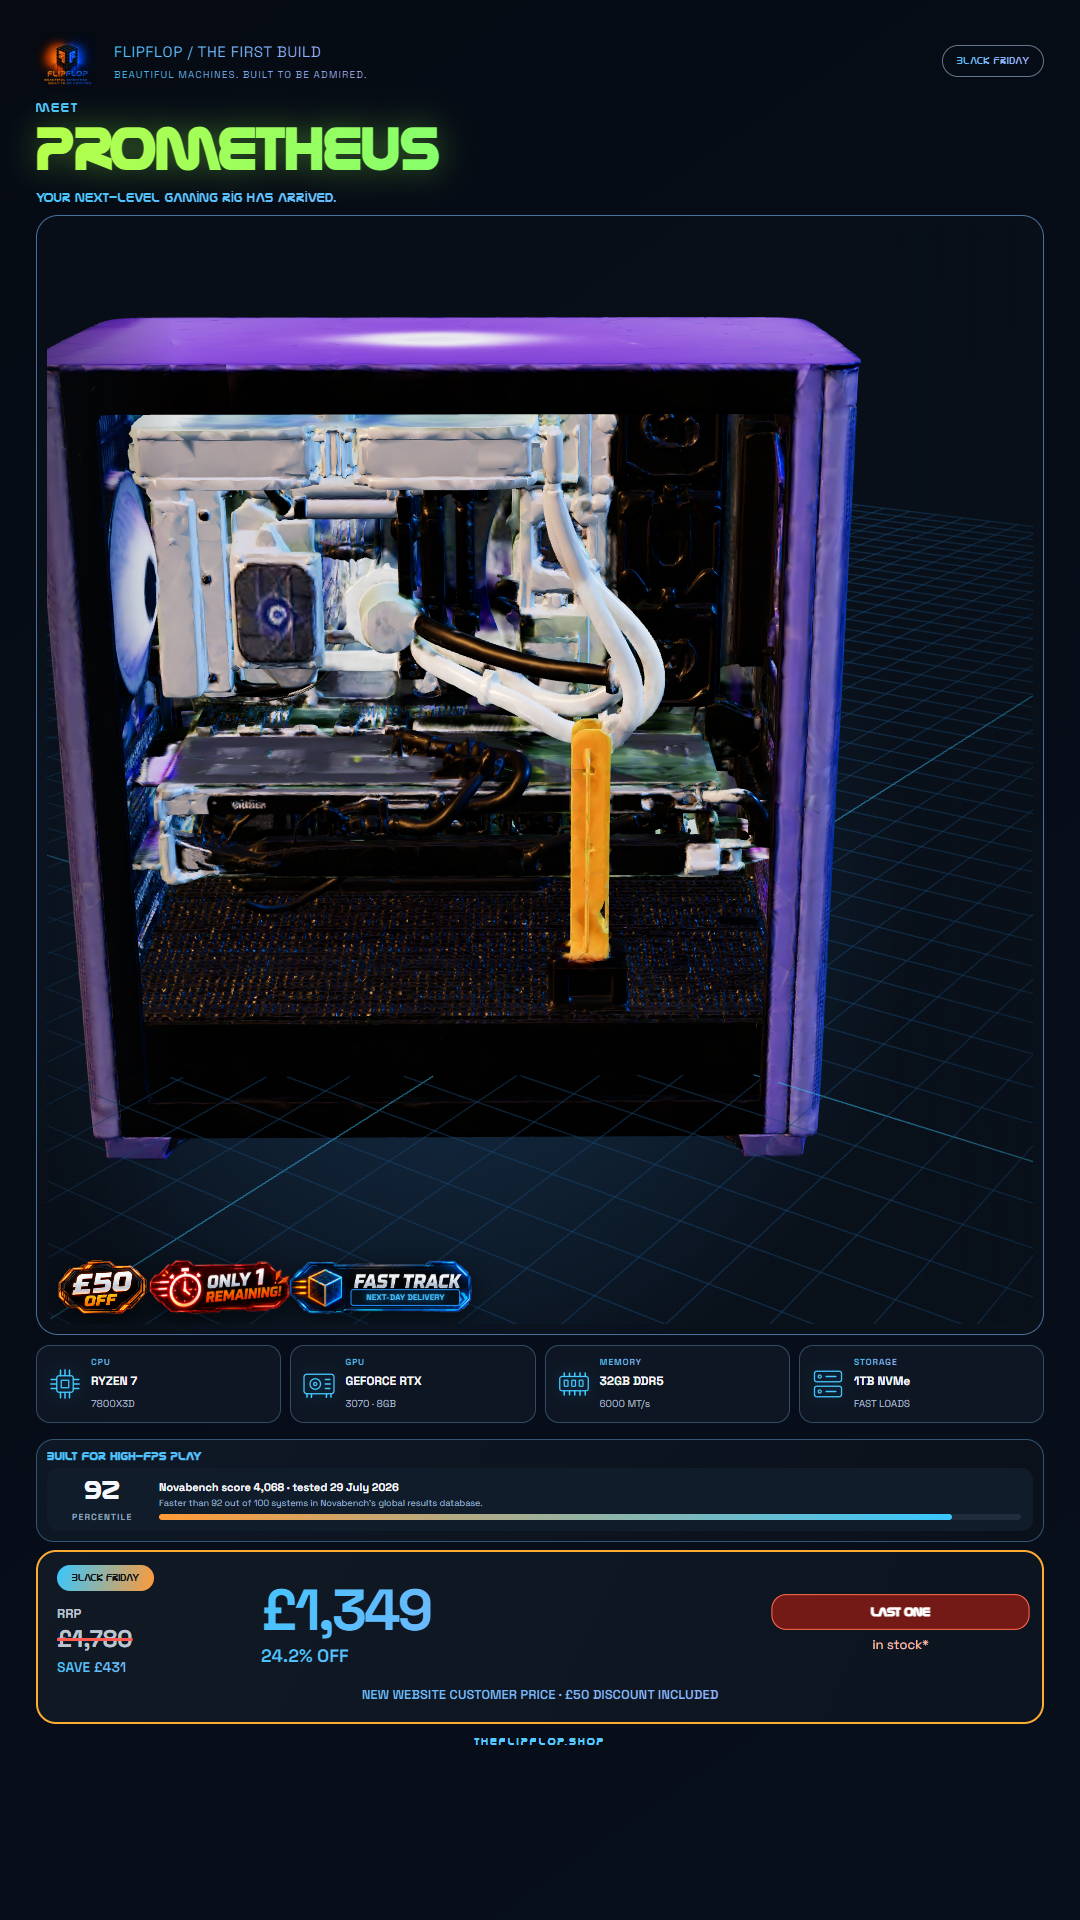 FLIPFLOP
FLIPFLOP / THE FIRST BUILD
BEAUTIFUL MACHINES. BUILT TO BE ADMIRED.
BLACK FRIDAY
MEET
PROMETHEUS
YOUR NEXT-LEVEL GAMING RIG HAS ARRIVED.
£50
OFF
ONLY 1
REMAINING!
FAST TRACK
NEXT-DAY DELIVERY
CPU
RYZEN 7
7800X3D
GPU
GEFORCE RTX
3070 · 8GB
MEMORY
32GB DDR5
6000 MT/s
STORAGE
1TB NVMe
FAST LOADS
BUILT FOR HIGH-FPS PLAY
92
PERCENTILE
Novabench score 4,068 · tested 29 July 2026
Faster than 92 out of 100 systems in Novabench's global results database.
BLACK FRIDAY
RRP
£1,780
SAVE £431
£1,349
24.2% OFF
LAST ONE
in stock*
NEW WEBSITE CUSTOMER PRICE · £50 DISCOUNT INCLUDED
THEFLIPFLOP.SHOP